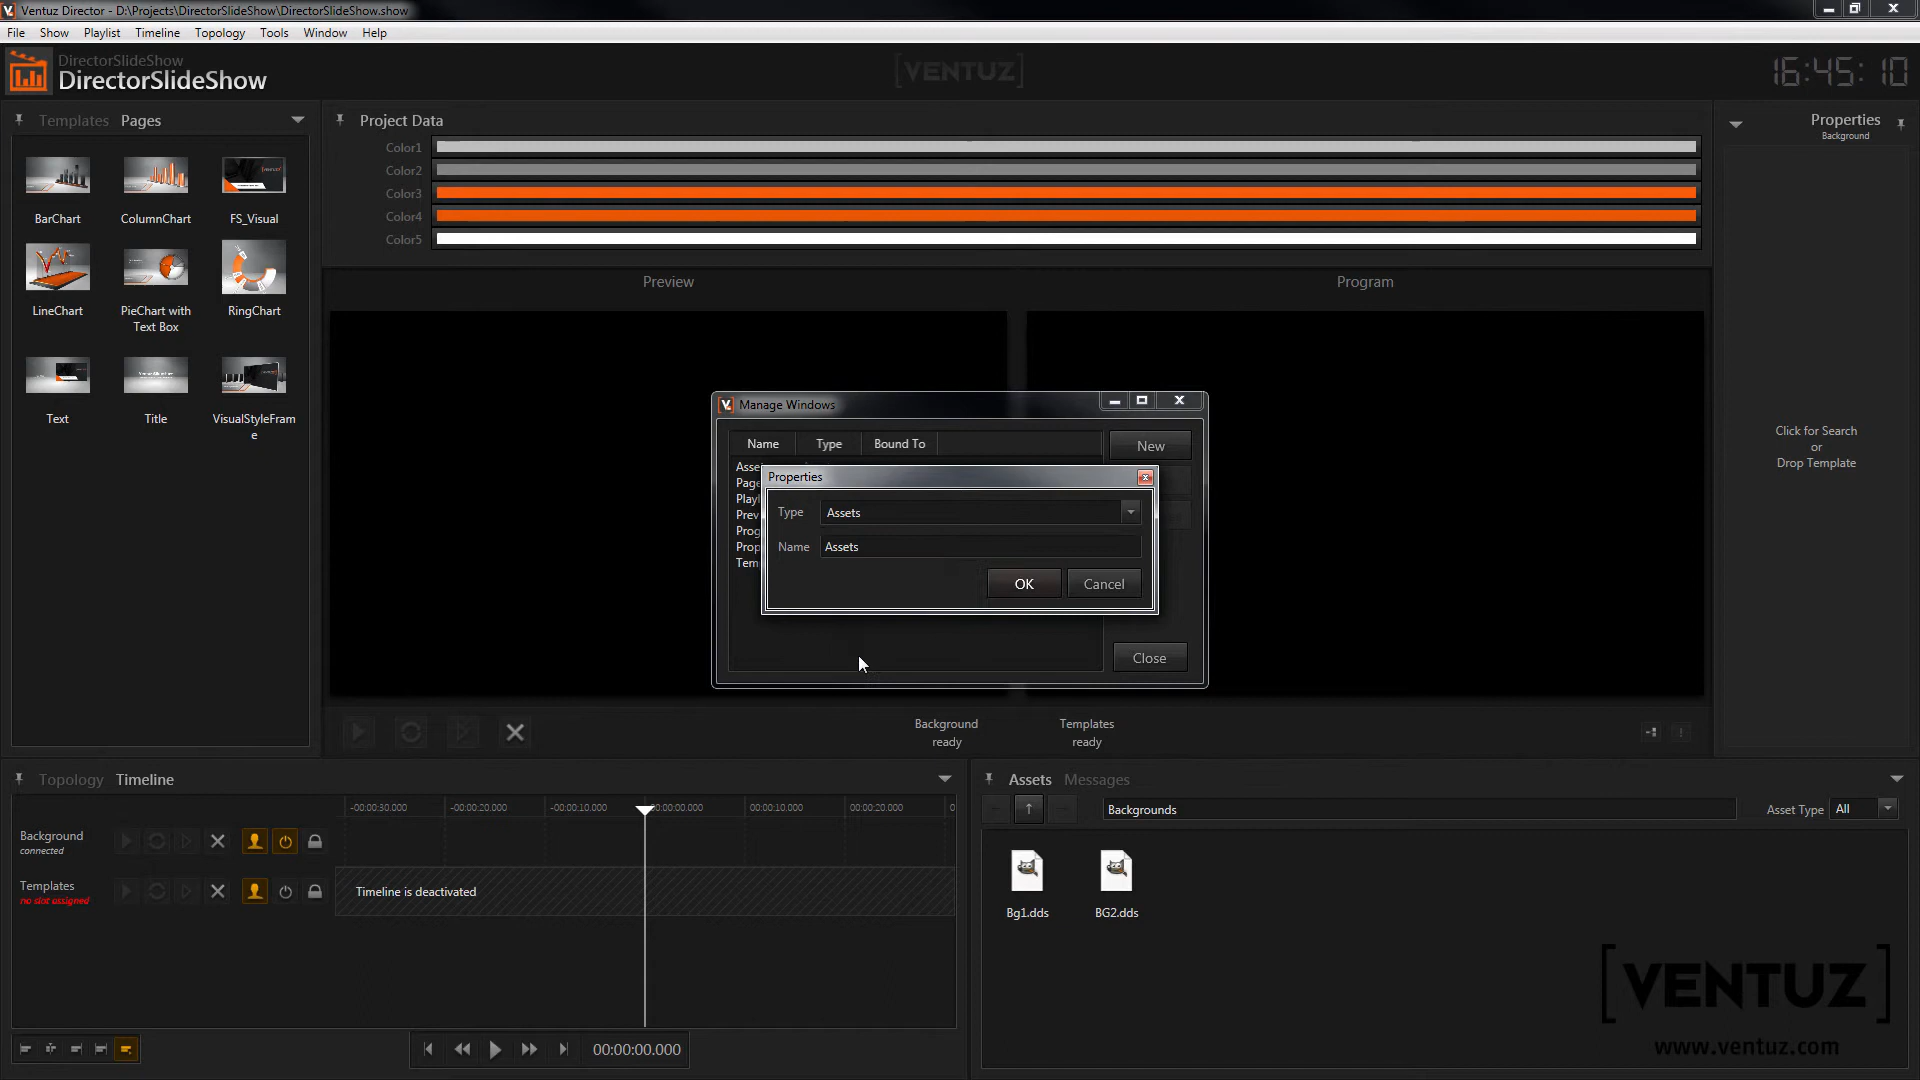 Ventuz Director - D:\Projects\DirectorSlideShow\DirectorSlideShow.show
File Show Playlist Timeline Topology Tools Window Help
DirectorSlideShow
DirectorSlideShow
[VENTUZ]
16:45:10
Templates Pages
BarChart ColumnChart FS_Visual
LineChart PieChart with RingChart
Text Box
Text Title VisualStyleFram
e
Project Data
Color1
Color2
Color3
Color4
Color5
Preview Program
Properties
Background
Click for Search
or
Drop Template
Manage Windows
Name Type Bound To
New
Properties
Type Assets
Name Assets
OK Cancel
Close
Background
ready
Templates
ready
Topology Timeline
-00:00:30.000 -00:00:20.000 -00:00:10.000 00:00:10.000 00:00:20.000
Background
connected
Templates
no slot assigned
Timeline is deactivated
00:00:00.000
Assets Messages
Backgrounds
Asset Type All
Bg1.dds BG2.dds
[VENTUZ]
www.ventuz.com